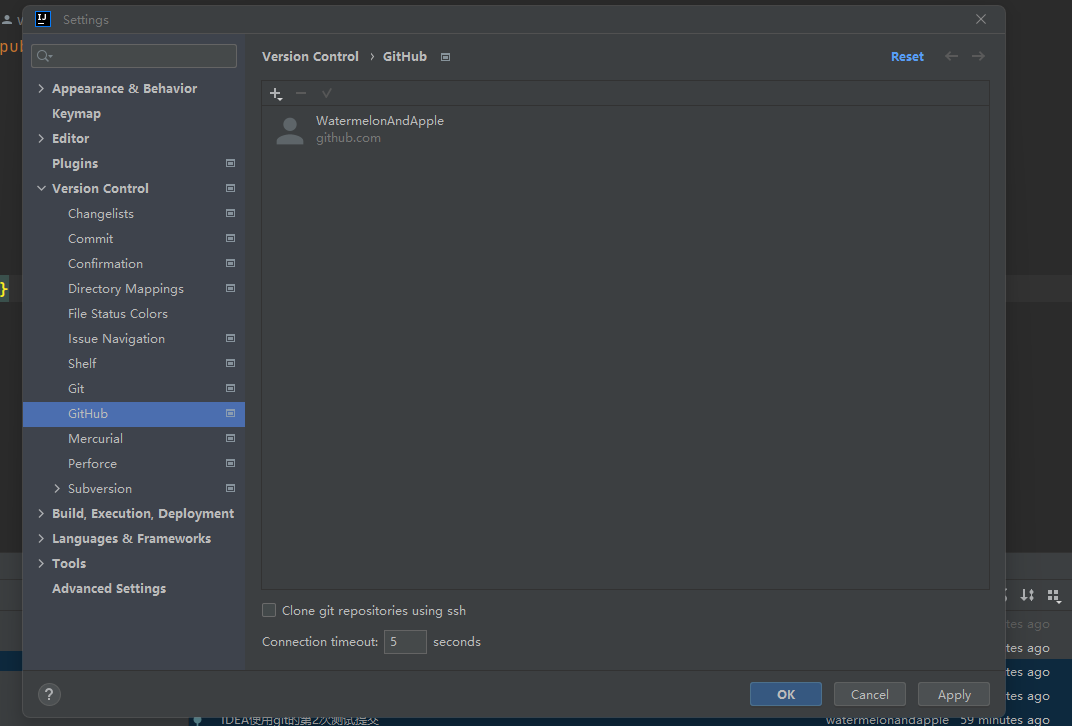 Settings
pub
Version Control › GitHub
Reset
Appearance & Behavior
Keymap
Editor
Plugins
Version Control
Changelists
Commit
Confirmation
Directory Mappings
File Status Colors
Issue Navigation
Shelf
Git
GitHub
Mercurial
Perforce
Subversion
Build, Execution, Deployment
Languages & Frameworks
Tools
Advanced Settings
WatermelonAndApple
github.com
}
Clone git repositories using ssh
Connection timeout: 5 seconds
tes ago
tes ago
tes ago
tes ago
?
OK
Cancel
Apply
IDEA使用git的第2次测试提交 watermelonandapple 59 minutes ago